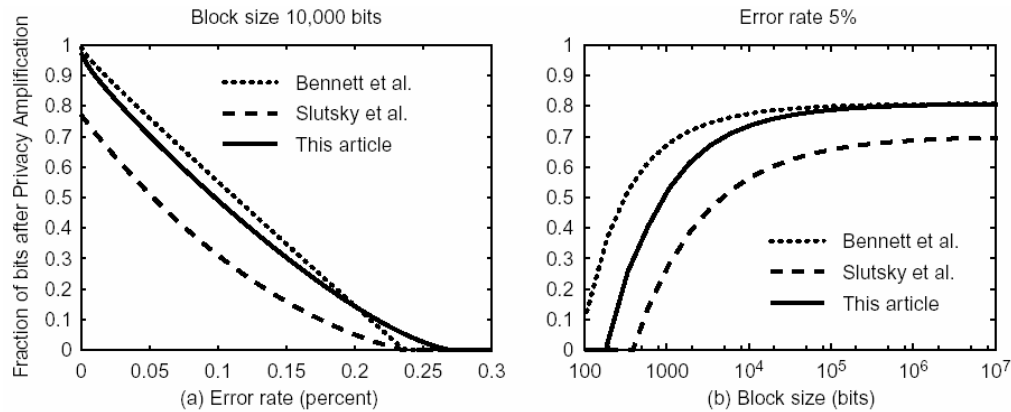 Block size 10,000 bits
Error rate 5%
Fraction of bits after Privacy Amplification
1
0.9
0.8
0.7
0.6
0.5
0.4
0.3
0.2
0.1
0
Bennett et al.
Slutsky et al.
This article
0 0.05 0.1 0.15 0.2 0.25 0.3
(a) Error rate (percent)
1
0.9
0.8
0.7
0.6
0.5
0.4
0.3
0.2
0.1
0
Bennett et al.
Slutsky et al.
This article
100 1000 10⁴ 10⁵ 10⁶ 10⁷
(b) Block size (bits)